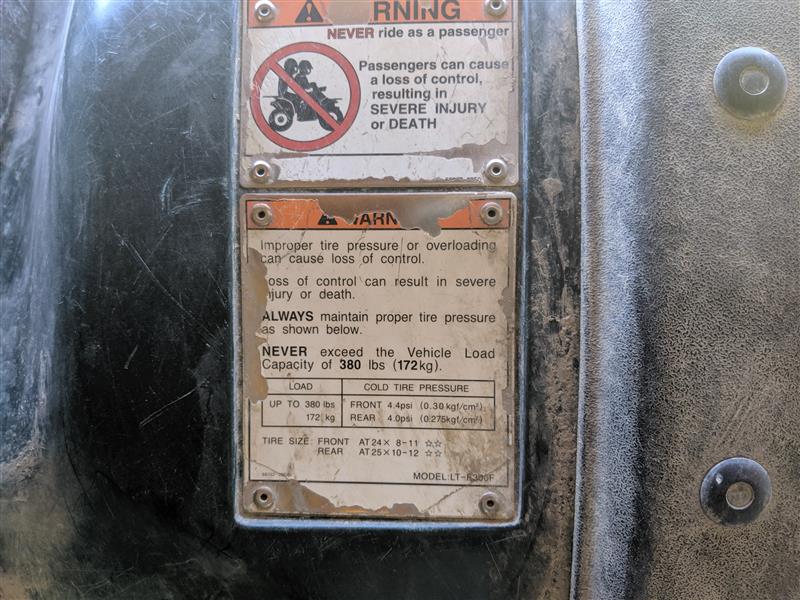 RNING
NEVER ride as a passenger
Passengers can cause
a loss of control,
resulting in
SEVERE INJURY
or DEATH
WARN
Improper tire pressure or overloading
can cause loss of control.
Loss of control can result in severe
injury or death.
ALWAYS maintain proper tire pressure
as shown below.
NEVER exceed the Vehicle Load
Capacity of 380 lbs (172kg).
LOAD COLD TIRE PRESSURE
UP TO 380 lbs FRONT 4.4psi (0.30kgf/cm²)
172 kg REAR 4.0psi (0.275kgf/cm²)
TIRE SIZE: FRONT AT24× 8-11 ☆☆
REAR AT25×10-12 ☆☆
MODEL:LT-F300F